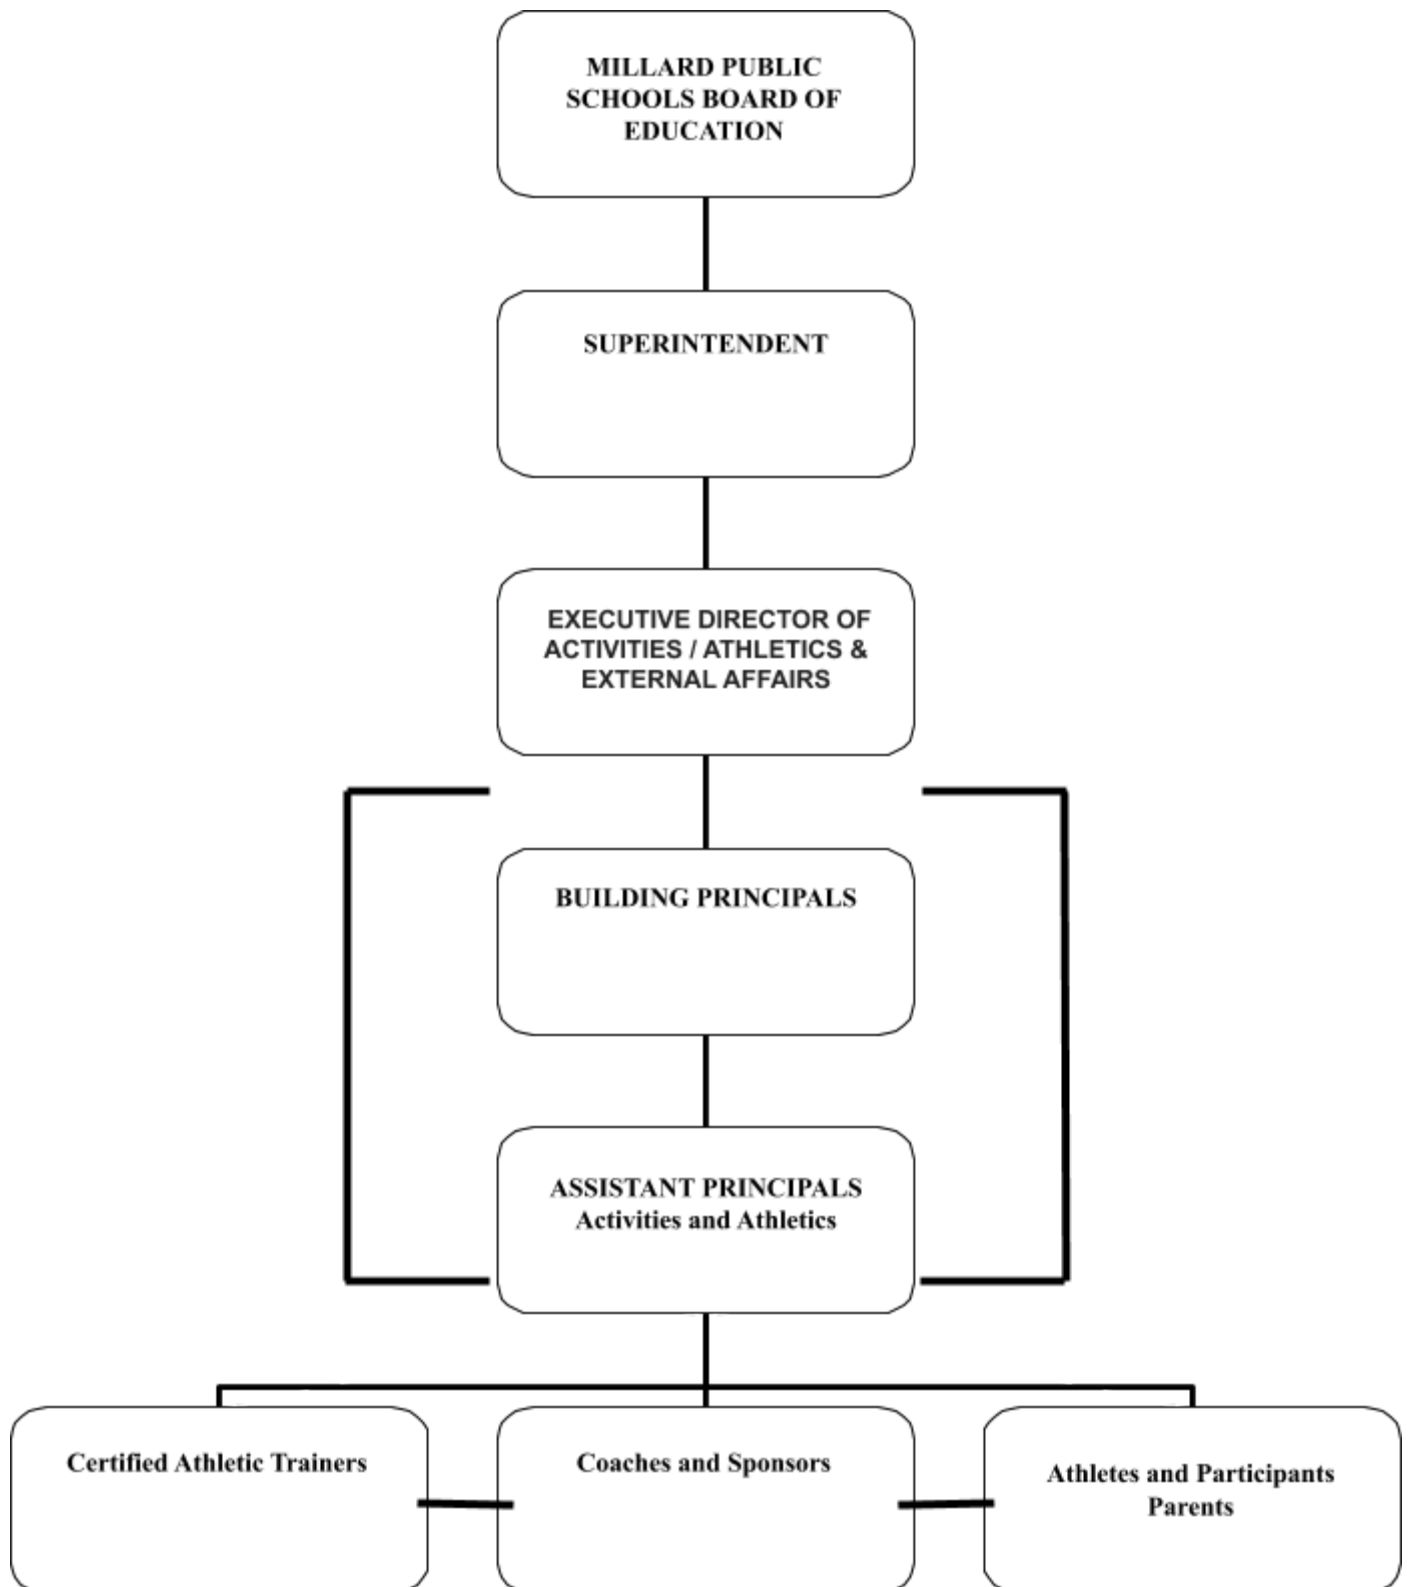 MILLARD PUBLIC
SCHOOLS BOARD OF
EDUCATION
SUPERINTENDENT
EXECUTIVE DIRECTOR OF
ACTIVITIES / ATHLETICS &
EXTERNAL AFFAIRS
BUILDING PRINCIPALS
ASSISTANT PRINCIPALS
Activities and Athletics
Certified Athletic Trainers
Coaches and Sponsors
Athletes and Participants
Parents